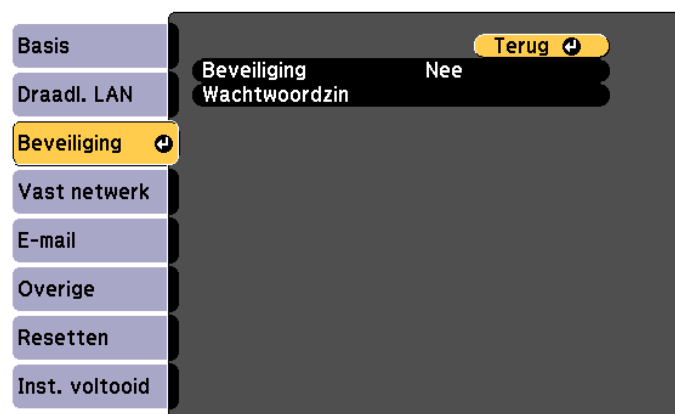 Basis
Draadl. LAN
Beveiliging
Vast netwerk
E-mail
Overige
Resetten
Inst. voltooid
Terug
Beveiliging Nee
Wachtwoordzin